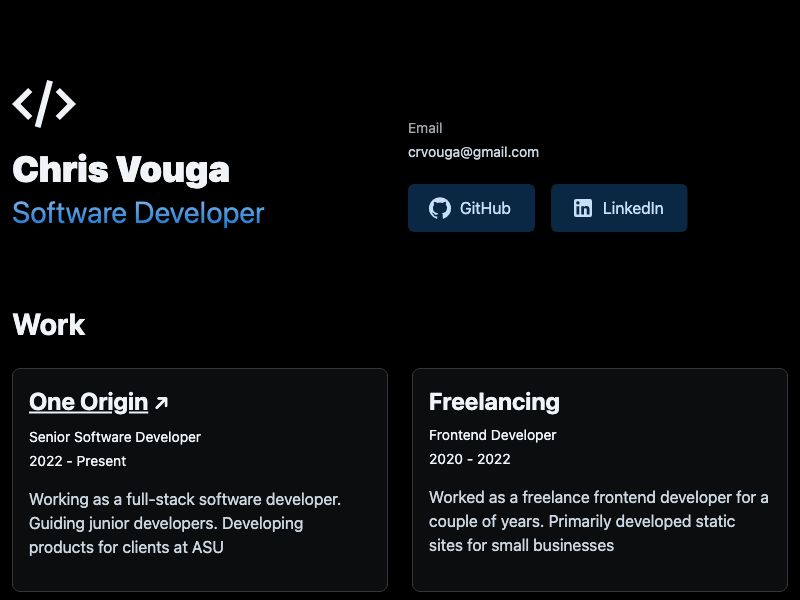 Chris Vouga
Software Developer
Email
crvouga@gmail.com
GitHub
LinkedIn
Work
One Origin
Senior Software Developer
2022 - Present
Working as a full-stack software developer.
Guiding junior developers. Developing
products for clients at ASU
Freelancing
Frontend Developer
2020 - 2022
Worked as a freelance frontend developer for a
couple of years. Primarily developed static
sites for small businesses